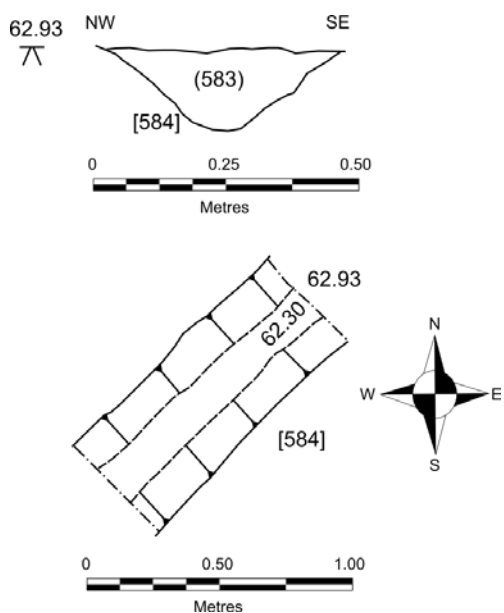 62.93 NW SE
(583)
[584]
0 0.25 0.50
Metres
62.93
62.30
N
W E
[584]
S
0 0.50 1.00
Metres